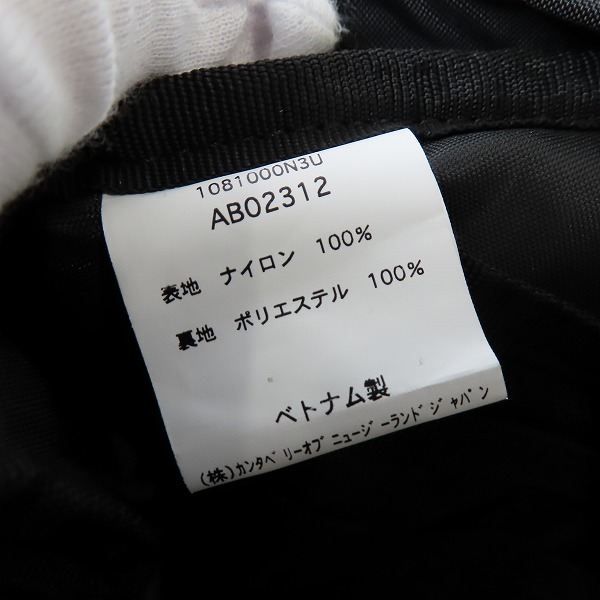 1081000N3U
AB02312
表地 ナイロン 100%
裏地 ポリエステル 100%
ベトナム製
(株)カンタベリーオブニュージーランドジャパン